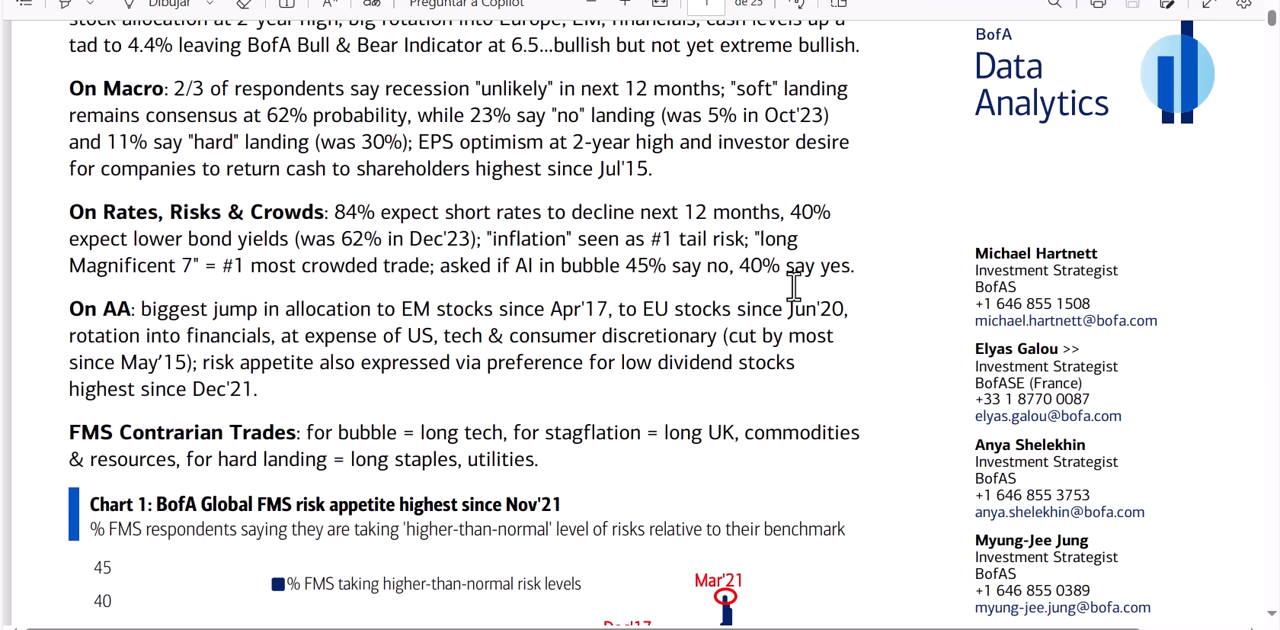 Dibujar
Preguntar a Copilot
1
de 25
stock allocation at 2-year high, big rotation into Europe, EM, financials; cash levels up a
tad to 4.4% leaving BofA Bull & Bear Indicator at 6.5...bullish but not yet extreme bullish.
On Macro: 2/3 of respondents say recession "unlikely" in next 12 months; "soft" landing
remains consensus at 62% probability, while 23% say "no" landing (was 5% in Oct'23)
and 11% say "hard" landing (was 30%); EPS optimism at 2-year high and investor desire
for companies to return cash to shareholders highest since Jul'15.
On Rates, Risks & Crowds: 84% expect short rates to decline next 12 months, 40%
expect lower bond yields (was 62% in Dec'23); "inflation" seen as #1 tail risk; "long
Magnificent 7" = #1 most crowded trade; asked if AI in bubble 45% say no, 40% say yes.
On AA: biggest jump in allocation to EM stocks since Apr'17, to EU stocks since Jun'20,
rotation into financials, at expense of US, tech & consumer discretionary (cut by most
since May’15); risk appetite also expressed via preference for low dividend stocks
highest since Dec'21.
FMS Contrarian Trades: for bubble = long tech, for stagflation = long UK, commodities
& resources, for hard landing = long staples, utilities.
Chart 1: BofA Global FMS risk appetite highest since Nov'21
% FMS respondents saying they are taking 'higher-than-normal' level of risks relative to their benchmark
45
% FMS taking higher-than-normal risk levels
Mar'21
40
Dec'17
BofA
Data
Analytics
Michael Hartnett
Investment Strategist
BofAS
+1 646 855 1508
michael.hartnett@bofa.com
Elyas Galou >>
Investment Strategist
BofASE (France)
+33 1 8770 0087
elyas.galou@bofa.com
Anya Shelekhin
Investment Strategist
BofAS
+1 646 855 3753
anya.shelekhin@bofa.com
Myung-Jee Jung
Investment Strategist
BofAS
+1 646 855 0389
myung-jee.jung@bofa.com